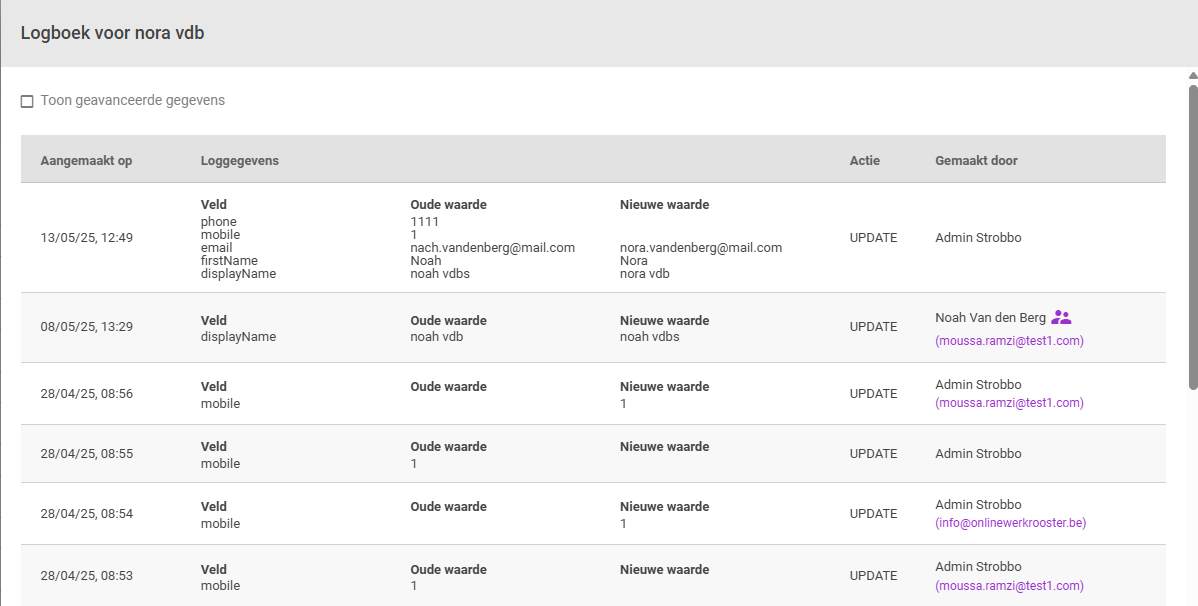 Logboek voor nora vdb
Toon geavanceerde gegevens
Aangemaakt op Loggegevens Actie Gemaakt door
Veld Oude waarde Nieuwe waarde
phone 1111
mobile 1
13/05/25, 12:49 UPDATE Admin Strobbo
email nach.vandenberg@mail.com nora.vandenberg@mail.com
firstName Noah Nora
displayName noah vdbs nora vdb
Veld Oude waarde Nieuwe waarde
08/05/25, 13:29 UPDATE Noah Van den Berg
displayName noah vdb noah vdbs
(moussa.ramzi@test1.com)
Veld Oude waarde Nieuwe waarde
28/04/25, 08:56 UPDATE Admin Strobbo
mobile 1
(moussa.ramzi@test1.com)
Veld Oude waarde Nieuwe waarde
28/04/25, 08:55 UPDATE Admin Strobbo
mobile 1
Veld Oude waarde Nieuwe waarde
28/04/25, 08:54 UPDATE Admin Strobbo
mobile 1
(info@onlinewerkrooster.be)
Veld Oude waarde Nieuwe waarde
28/04/25, 08:53 UPDATE Admin Strobbo
mobile 1
(moussa.ramzi@test1.com)